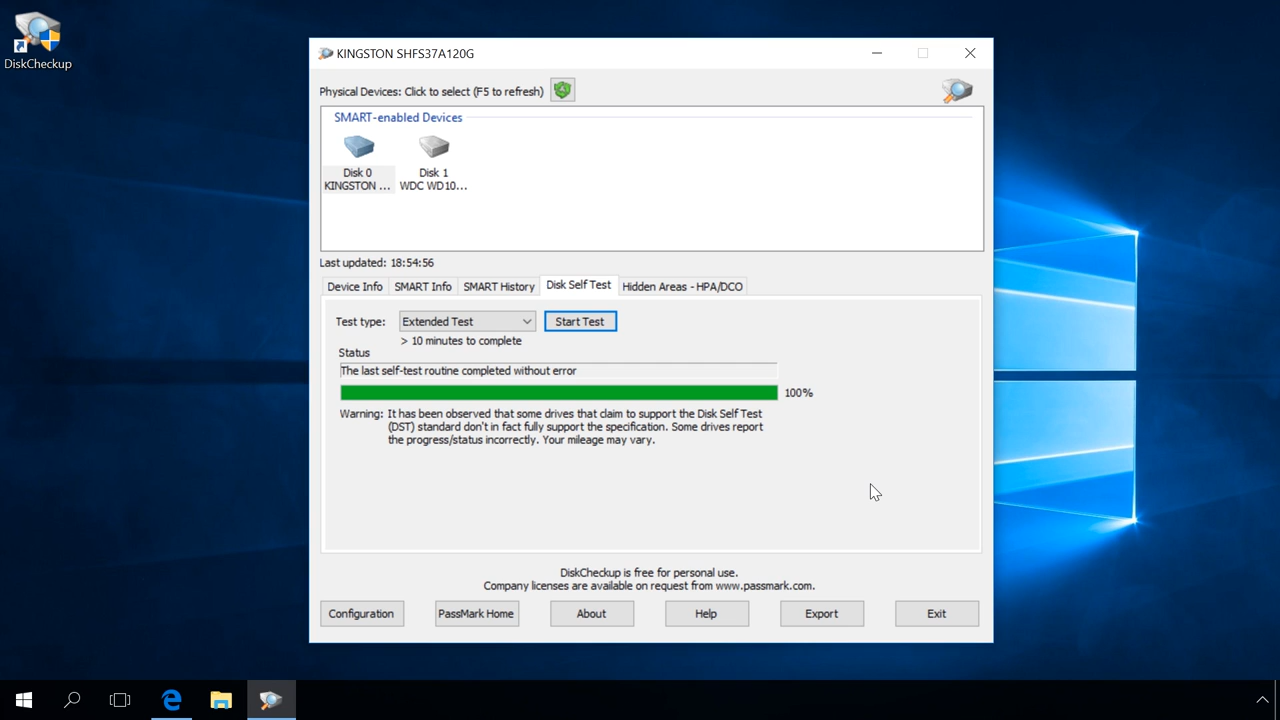 DiskCheckup
KINGSTON SHFS37A120G
Physical Devices: Click to select (F5 to refresh)
SMART-enabled Devices
Disk 0
KINGSTON ...
Disk 1
WDC WD10...
Last updated: 18:54:56
Device Info
SMART Info
SMART History
Disk Self Test
Hidden Areas - HPA/DCO
Test type:
Extended Test
Start Test
> 10 minutes to complete
Status
The last self-test routine completed without error
100%
Warning: It has been observed that some drives that claim to support the Disk Self Test
(DST) standard don't in fact fully support the specification. Some drives report
the progress/status incorrectly. Your mileage may vary.
DiskCheckup is free for personal use.
Company licenses are available on request from www.passmark.com.
Configuration
PassMark Home
About
Help
Export
Exit